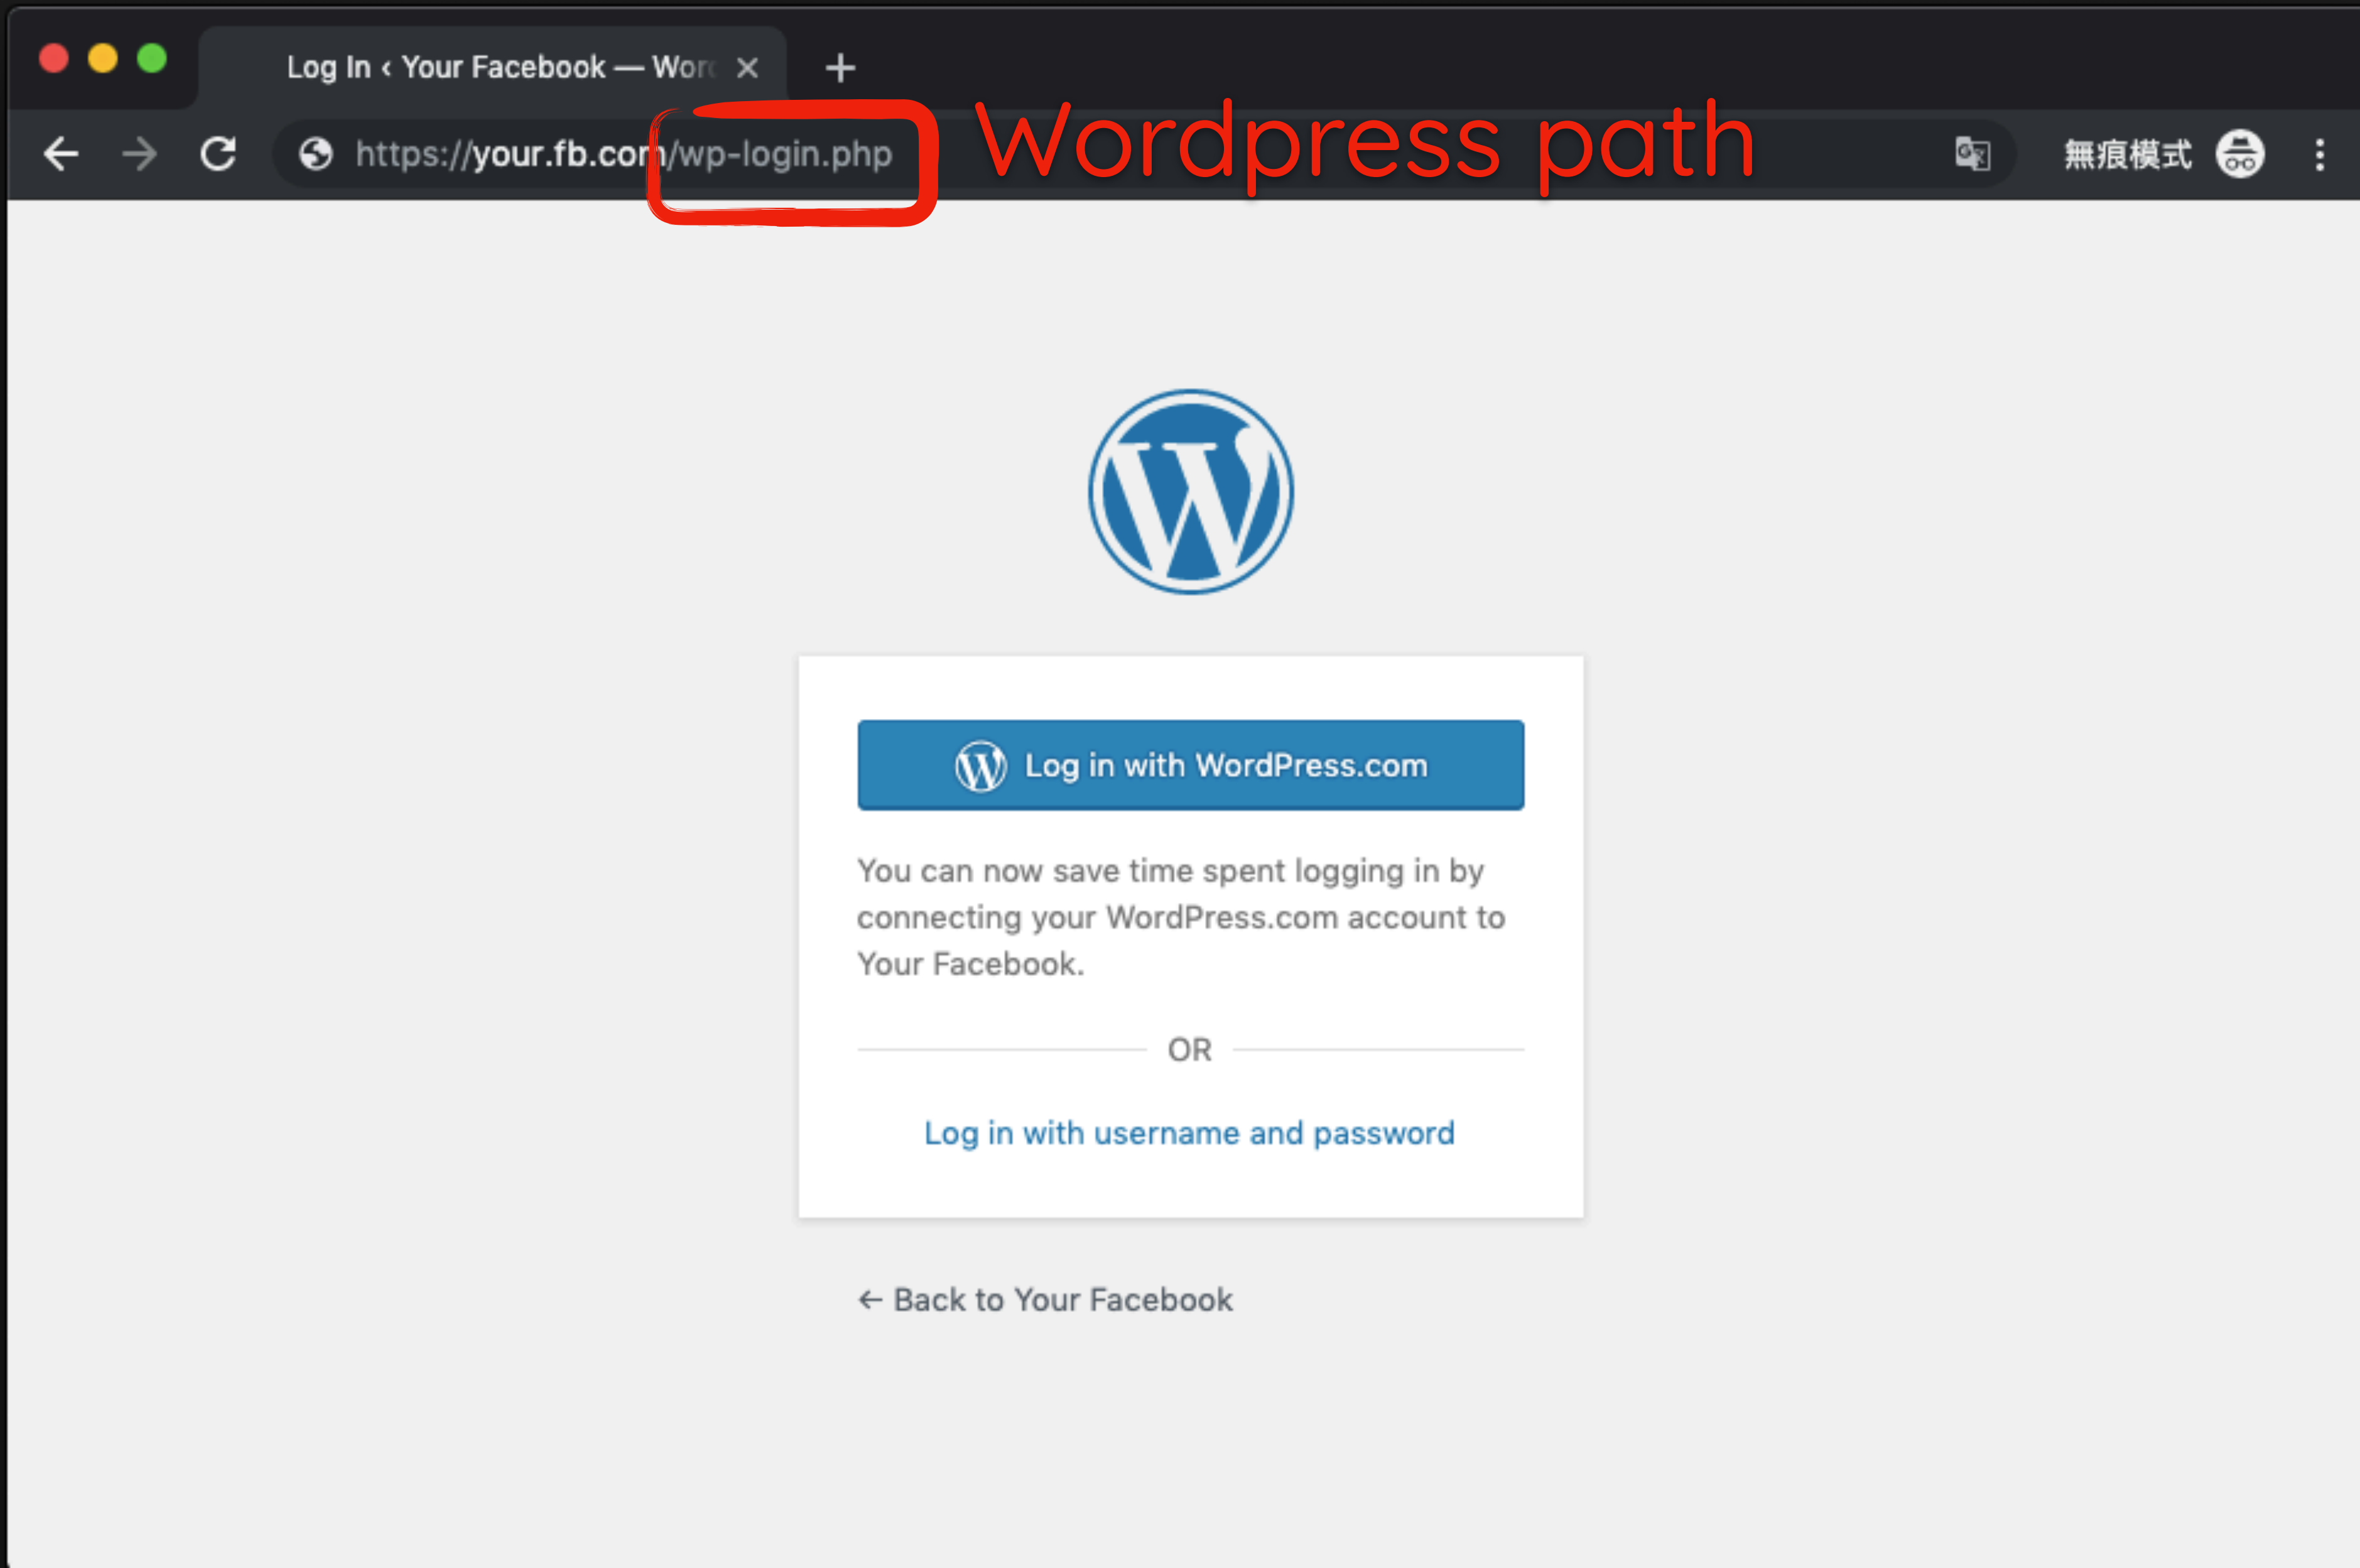 Log In ‹ Your Facebook — Word
https://your.fb.com/wp-login.php
Wordpress path
無痕模式
Log in with WordPress.com
You can now save time spent logging in by
connecting your WordPress.com account to
Your Facebook.
OR
Log in with username and password
← Back to Your Facebook